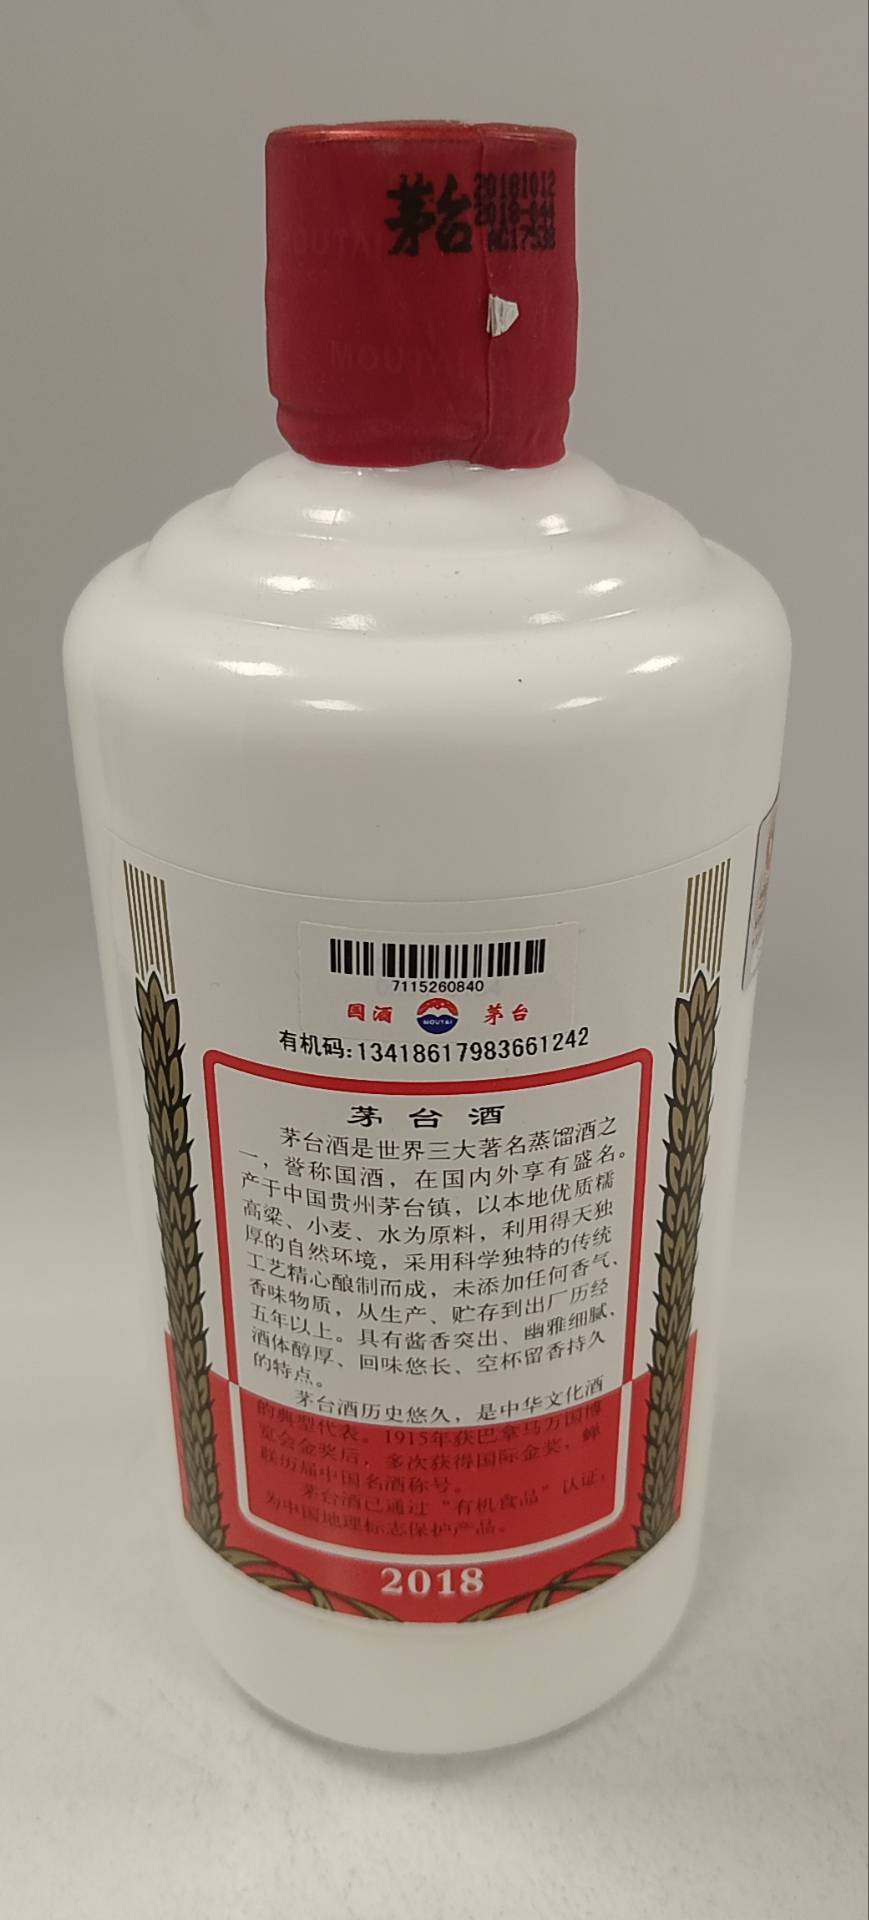 茅台
20181012
2018-044
MOUTAI
MOUTAI
7115260840
国酒
MOUTAI
茅台
有机码:13418617983661242
茅台酒
茅台酒是世界三大著名蒸馏酒之
一，誉称国酒，在国内外享有盛名。
产于中国贵州茅台镇，以本地优质糯
高粱、小麦、水为原料，利用得天独
厚的自然环境，采用科学独特的传统
工艺精心酿制而成，未添加任何香气、
香味物质，从生产、贮存到出厂历经
五年以上。具有酱香突出、幽雅细腻、
酒体醇厚、回味悠长、空杯留香持久
的特点。
茅台酒历史悠久，是中华文化酒
的典型代表。1915年获巴拿马万国博
览会金奖后，多次获得国际金奖，蝉
联历届中国名酒称号。
茅台酒已通过“有机食品”认证，
为中国地理标志保护产品。
2018